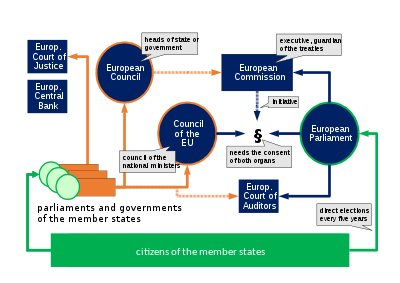 heads of state or
government
executive, guardian
of the treaties
Europ.
Court of
Justice
European
Council
European
Commission
Europ.
Central
Bank
initiative
Council
of the
EU
§
European
Parliament
council of the
national ministers
needs the consent
of both organs
Europ.
Court of
Auditors
parliaments and governments
of the member states
direct elections
every five years
citizens of the member states